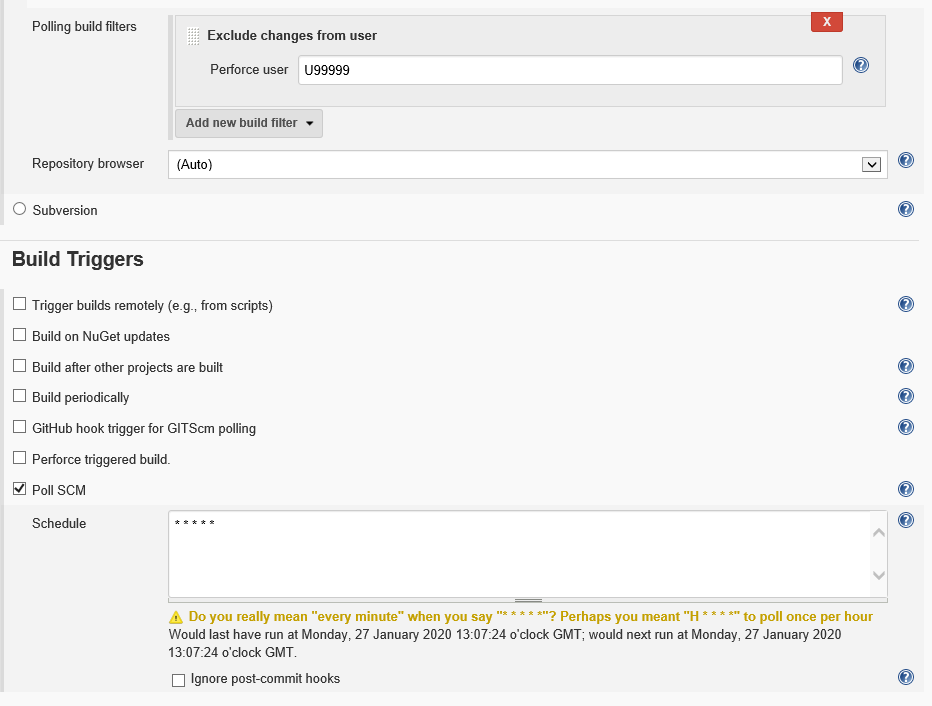 Polling build filters
X
Exclude changes from user
Perforce user U99999
?
Add new build filter
Repository browser (Auto)
?
Subversion
?
Build Triggers
Trigger builds remotely (e.g., from scripts)
?
Build on NuGet updates
Build after other projects are built
?
Build periodically
?
GitHub hook trigger for GITScm polling
?
Perforce triggered build.
Poll SCM
?
Schedule * * * * *
?
Do you really mean "every minute" when you say "* * * * *"? Perhaps you meant "H * * * *" to poll once per hour
Would last have run at Monday, 27 January 2020 13:07:24 o'clock GMT; would next run at Monday, 27 January 2020
13:07:24 o'clock GMT.
Ignore post-commit hooks
?